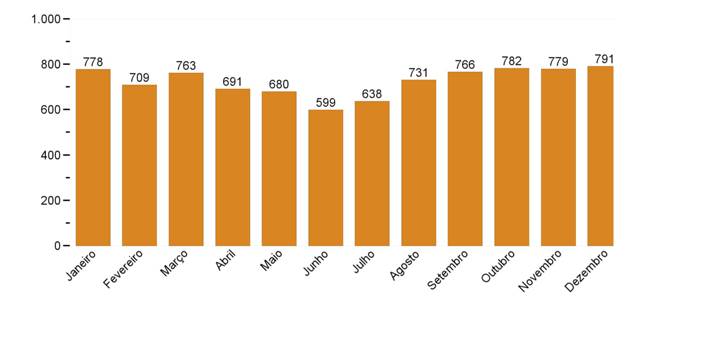 1.000
800
600
400
200
0
778
709
763
691
680
599
638
731
766
782
779
791
Janeiro
Fevereiro
Março
Abril
Maio
Junho
Julho
Agosto
Setembro
Outubro
Novembro
Dezembro